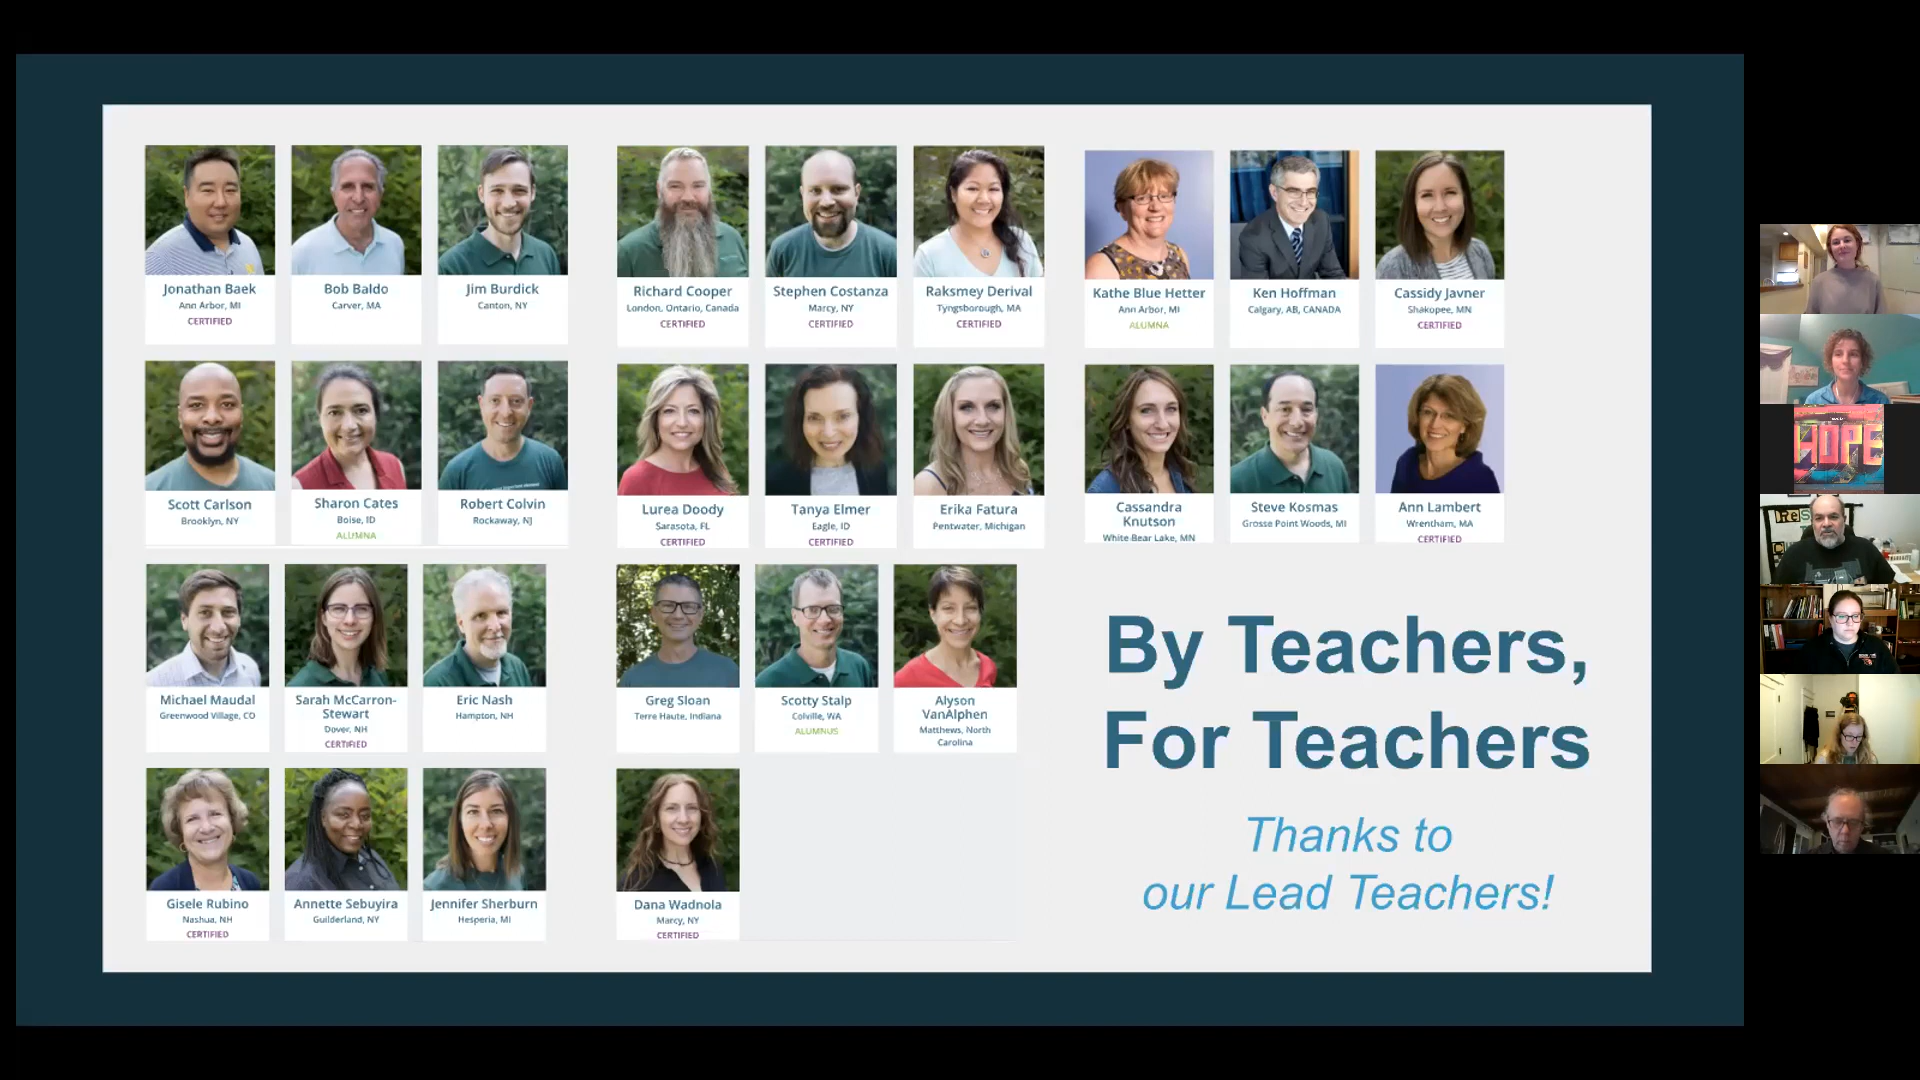 Jonathan Baek
Ann Arbor, MI
CERTIFIED
Bob Baldo
Carver, MA
Jim Burdick
Canton, NY
Richard Cooper
London, Ontario, Canada
CERTIFIED
Stephen Costanza
Marcy, NY
CERTIFIED
Raksmey Derival
Tyngsborough, MA
CERTIFIED
Kathe Blue Hetter
Ann Arbor, MI
ALUMNA
Ken Hoffman
Calgary, AB, CANADA
Cassidy Javner
Shakopee, MN
CERTIFIED
Scott Carlson
Brooklyn, NY
Sharon Cates
Boise, ID
ALUMNA
Robert Colvin
Rockaway, NJ
Lurea Doody
Sarasota, FL
CERTIFIED
Tanya Elmer
Eagle, ID
CERTIFIED
Erika Fatura
Pentwater, Michigan
Cassandra
Knutson
White Bear Lake, MN
Steve Kosmas
Grosse Point Woods, MI
Ann Lambert
Wrentham, MA
CERTIFIED
Michael Maudal
Greenwood Village, CO
Sarah McCarron-
Stewart
Dover, NH
CERTIFIED
Eric Nash
Hampton, NH
Greg Sloan
Terre Haute, Indiana
Scotty Stalp
Colville, WA
ALUMNUS
Alyson
VanAlphen
Matthews, North
Carolina
Gisele Rubino
Nashua, NH
CERTIFIED
Annette Sebuyira
Guilderland, NY
Jennifer Sherburn
Hesperia, MI
Dana Wadnola
Marcy, NY
CERTIFIED
By Teachers,
For Teachers
Thanks to
our Lead Teachers!
HOPE